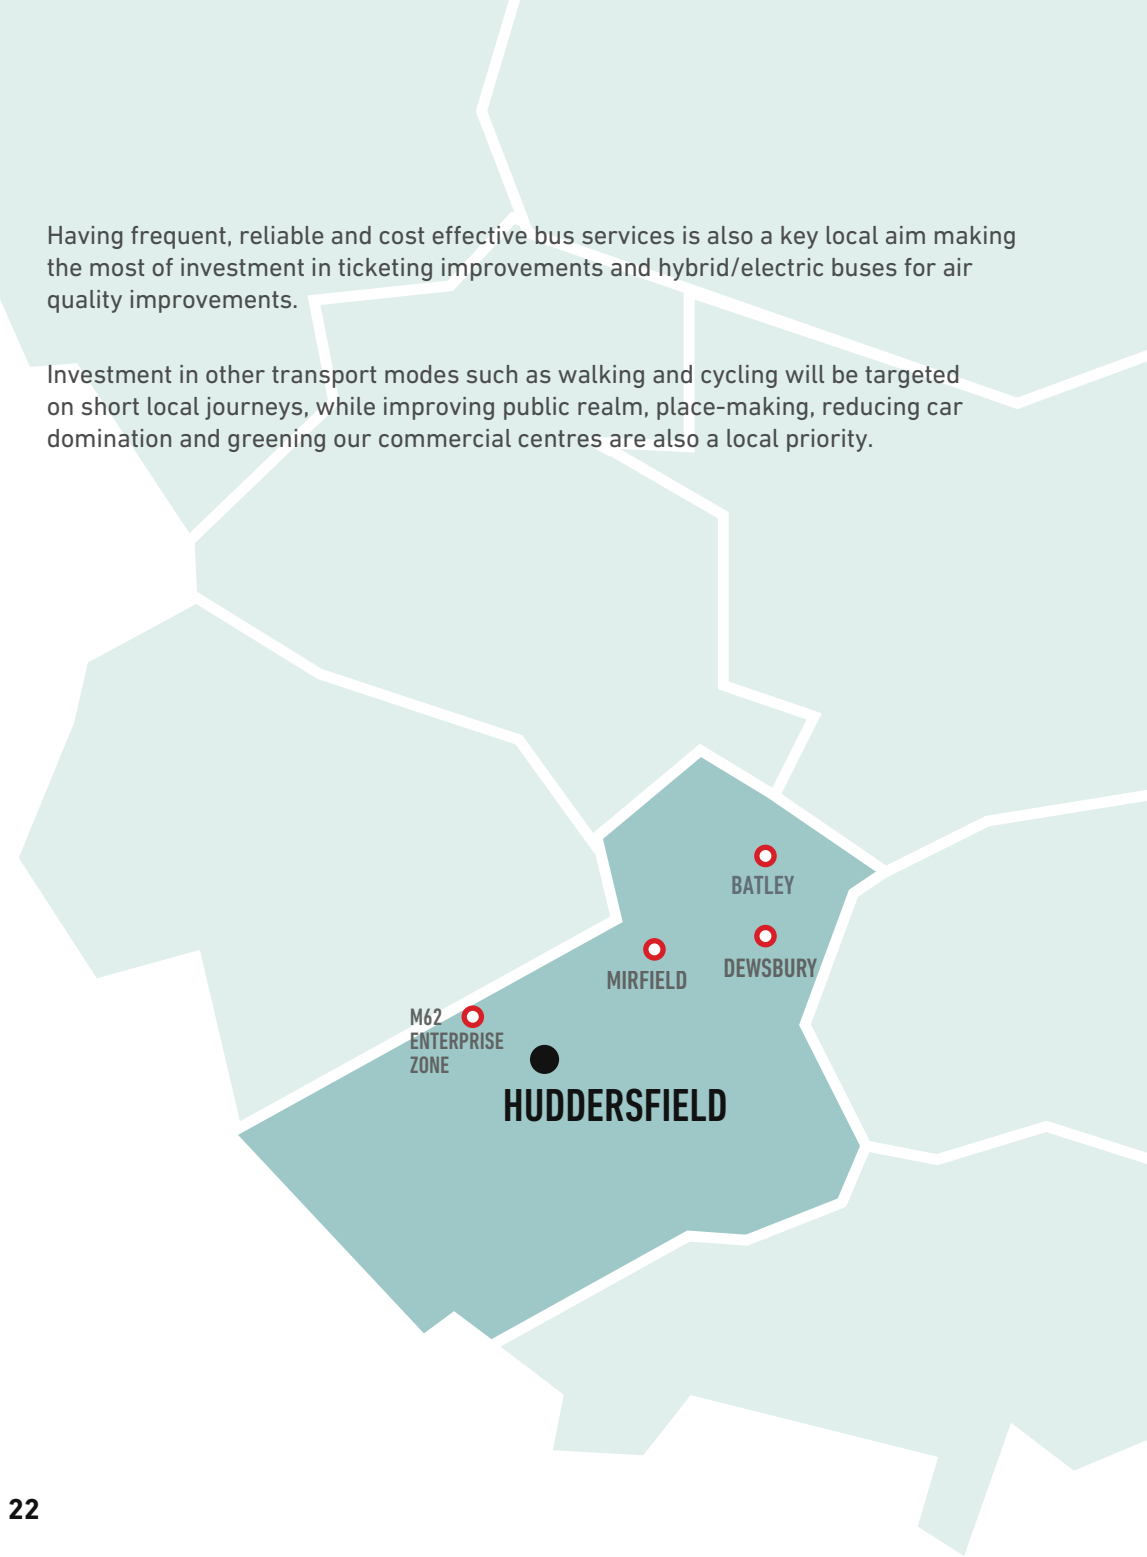 Having frequent, reliable and cost effective bus services is also a key local aim making
the most of investment in ticketing improvements and hybrid/electric buses for air
quality improvements.
Investment in other transport modes such as walking and cycling will be targeted
on short local journeys, while improving public realm, place-making, reducing car
domination and greening our commercial centres are also a local priority.
BATLEY
DEWSBURY
MIRFIELD
M62
ENTERPRISE
ZONE
HUDDERSFIELD
22